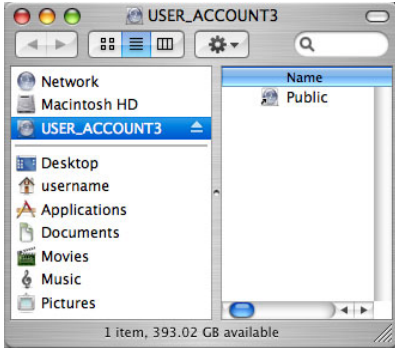 USER_ACCOUNT3
Network
Macintosh HD
USER_ACCOUNT3
Desktop
username
Applications
Documents
Movies
Music
Pictures
Name
Public
1 item, 393.02 GB available